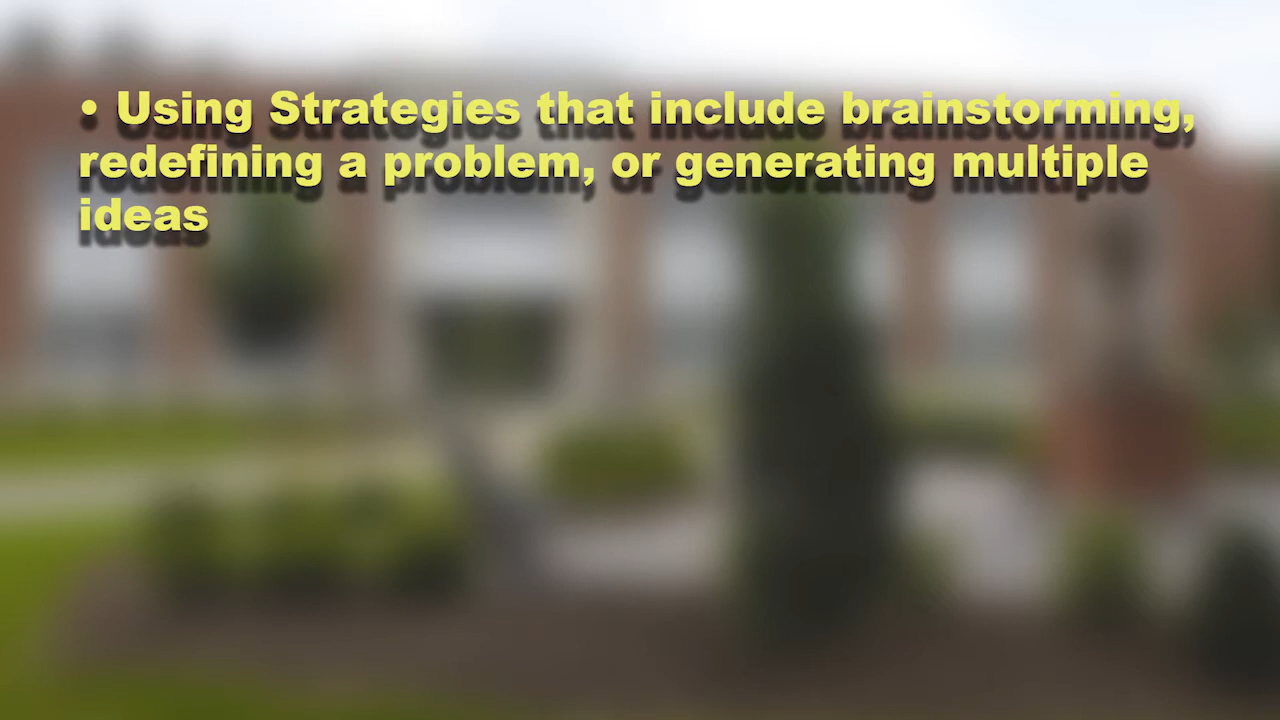 • Using Strategies that include brainstorming,
redefining a problem, or generating multiple
ideas